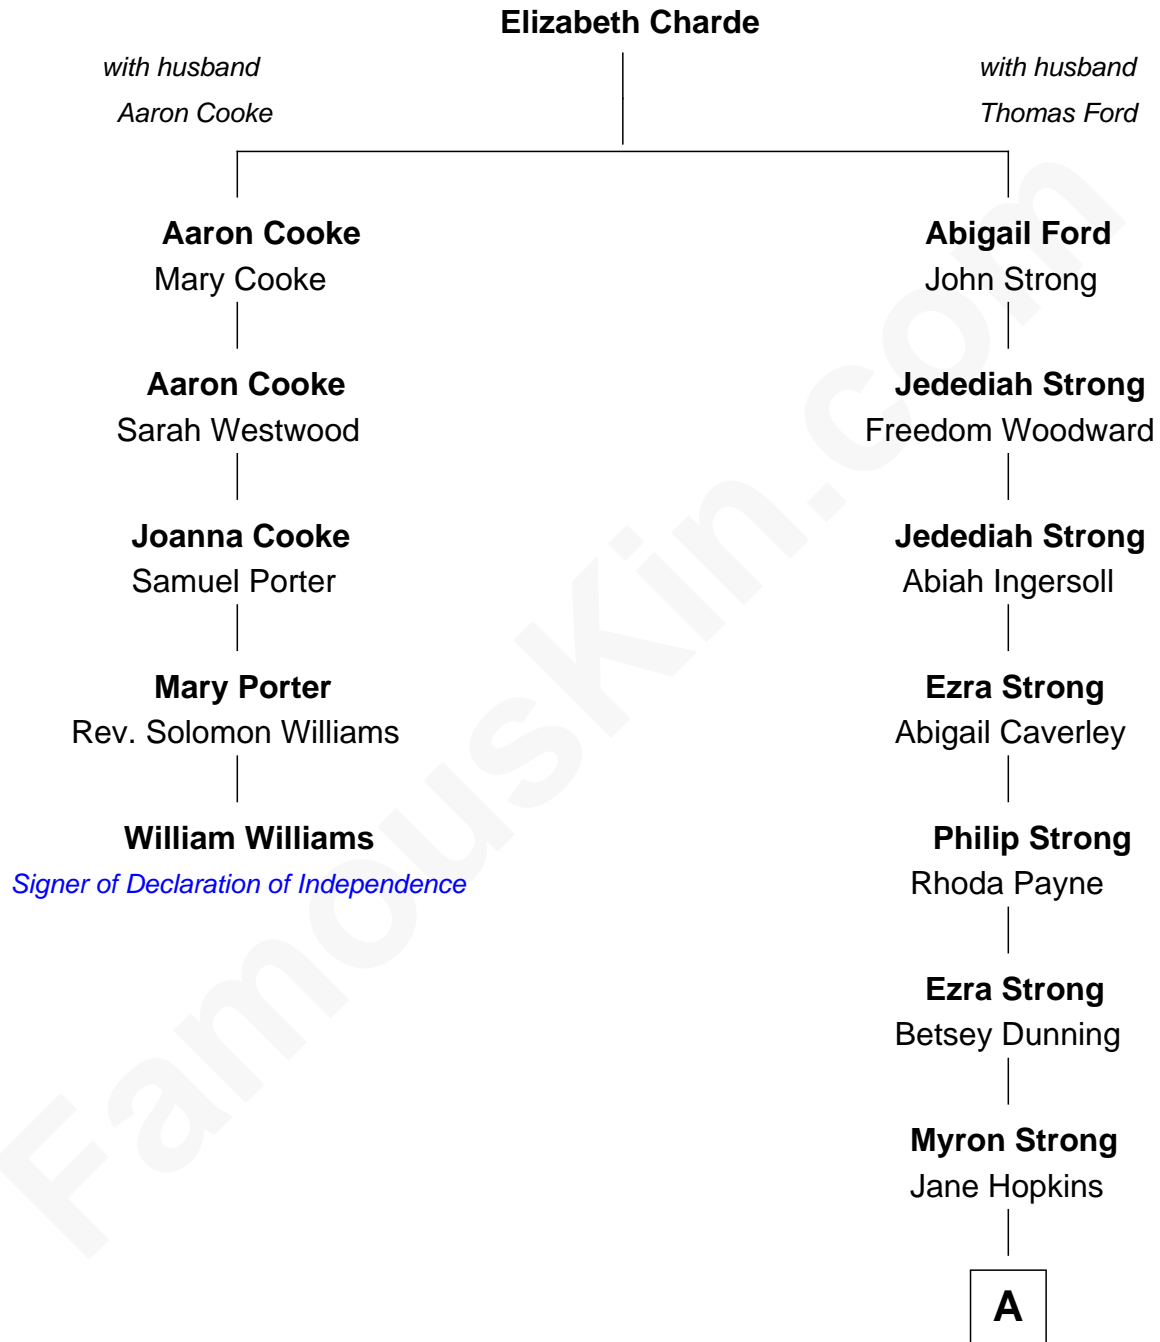 Elizabeth Charde
with husband
Aaron Cooke
with husband
Thomas Ford
Aaron Cooke
Mary Cooke
Aaron Cooke
Sarah Westwood
Joanna Cooke
Samuel Porter
Mary Porter
Rev. Solomon Williams
William Williams
Signer of Declaration of Independence
Abigail Ford
John Strong
Jedediah Strong
Freedom Woodward
Jedediah Strong
Abiah Ingersoll
Ezra Strong
Abigail Caverley
Philip Strong
Rhoda Payne
Ezra Strong
Betsey Dunning
Myron Strong
Jane Hopkins
A
FamousKin.com